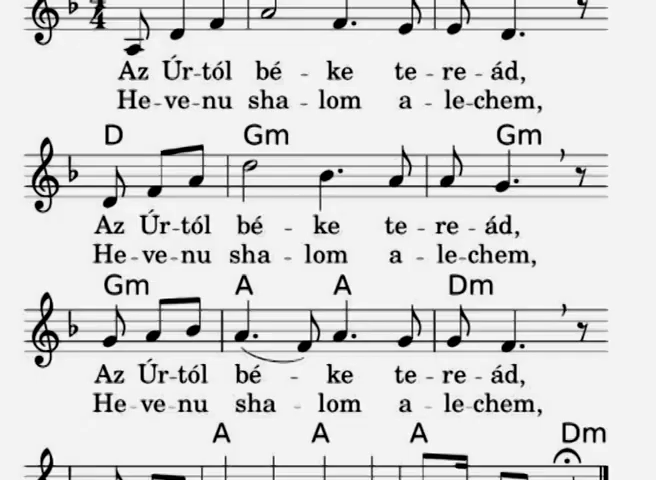 4
4
Az Úr-tól bé - ke te - re - ád,
He-ve-nu sha - lom a - le-chem,
D Gm Gm
Az Úr-tól bé - ke te - re - ád,
He-ve-nu sha - lom a - le-chem,
Gm A A Dm
Az Úr-tól bé - ke te - re - ád,
He-ve-nu sha - lom a - le-chem,
A A A Dm